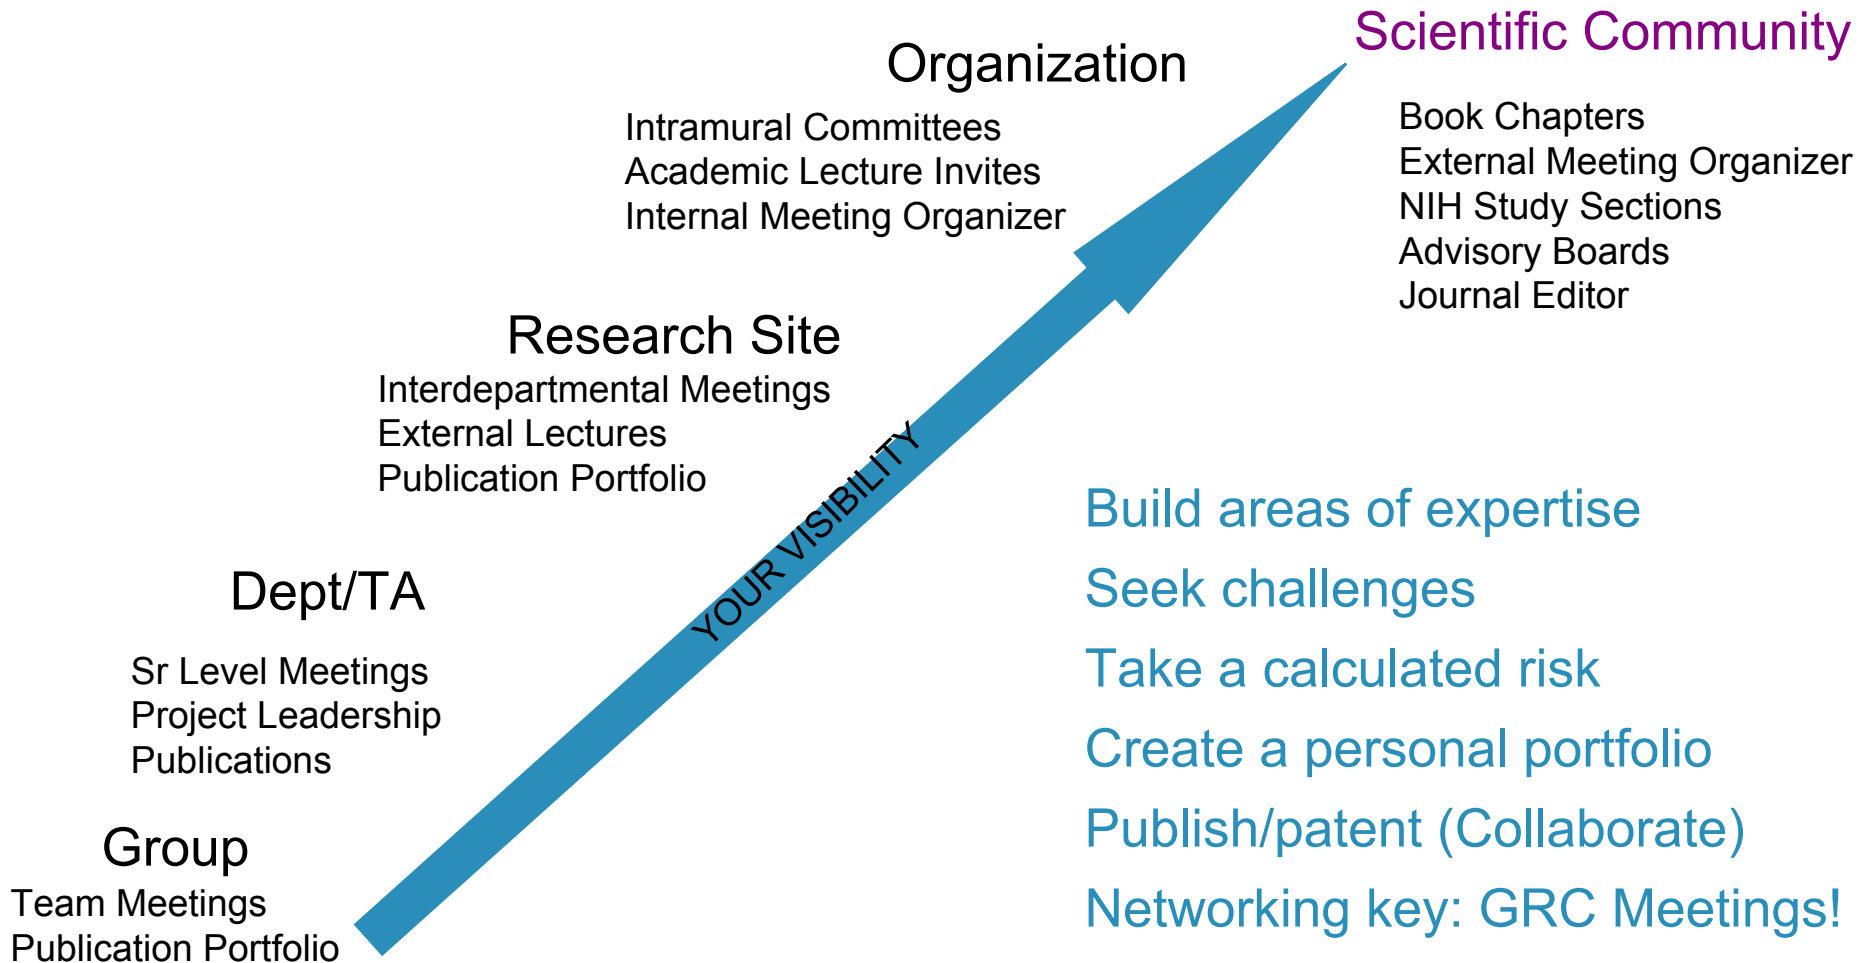 Scientific Community
Book Chapters
External Meeting Organizer
NIH Study Sections
Advisory Boards
Journal Editor
Organization
Intramural Committees
Academic Lecture Invites
Internal Meeting Organizer
Research Site
Interdepartmental Meetings
External Lectures
Publication Portfolio
YOUR VISIBILITY
Dept/TA
Sr Level Meetings
Project Leadership
Publications
Group
Team Meetings
Publication Portfolio
Build areas of expertise
Seek challenges
Take a calculated risk
Create a personal portfolio
Publish/patent (Collaborate)
Networking key: GRC Meetings!